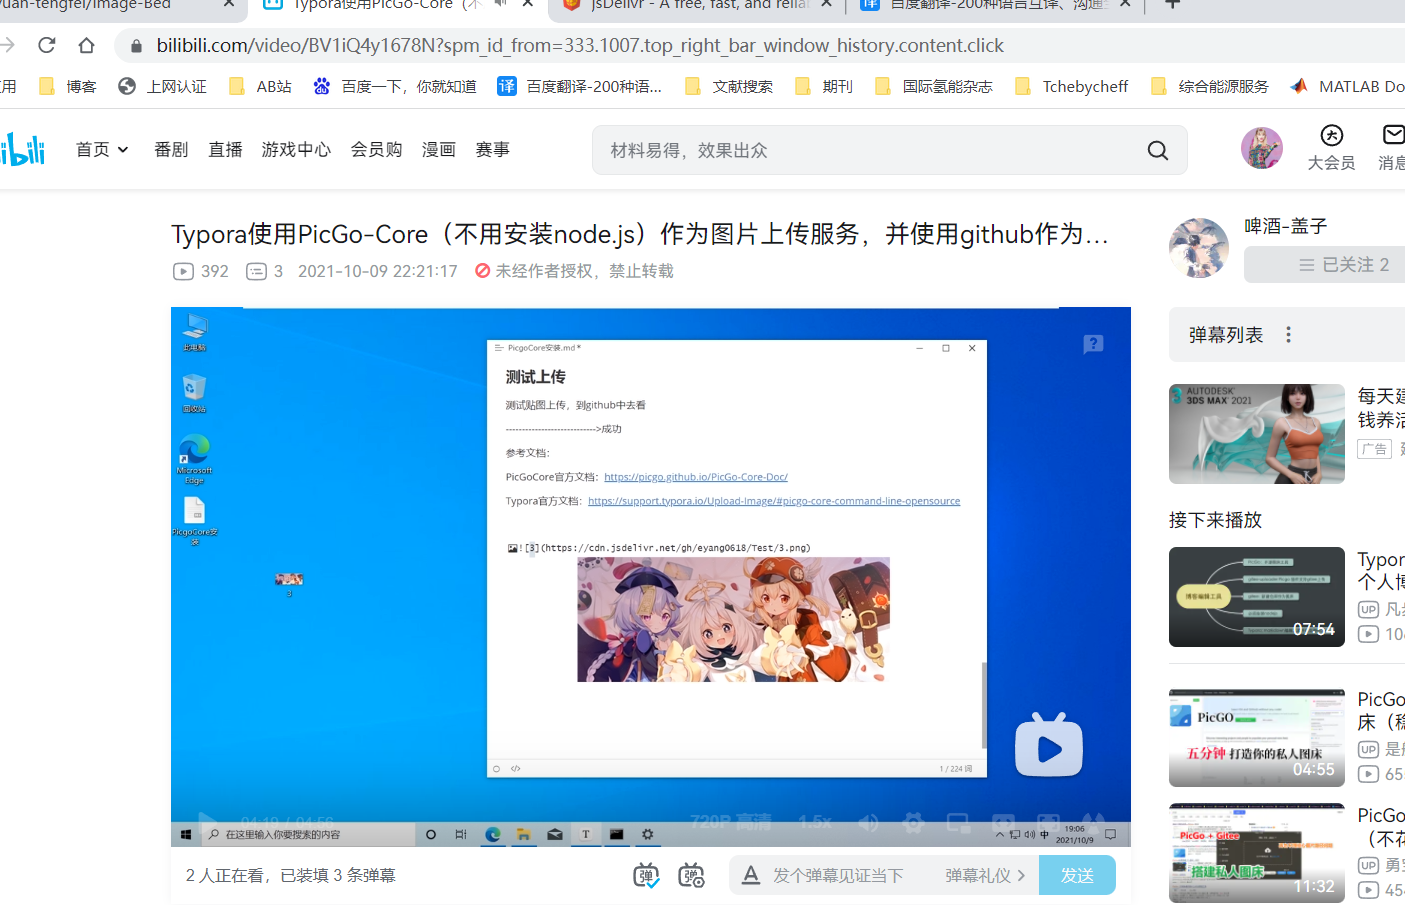 yuan-tengfei/Image-Bed
Typora使用PicGo-Core（不
jsDelivr - A free, fast, and relia
百度翻译-200种语言互译、沟通
bilibili.com/video/BV1iQ4y1678N?spm_id_from=333.1007.top_right_bar_window_history.content.click
用
博客
上网认证
AB站
百度一下，你就知道
译
百度翻译-200种语...
文献搜索
期刊
国际氢能杂志
Tchebycheff
综合能源服务
MATLAB Do
ibili
首页
番剧
直播
游戏中心
会员购
漫画
赛事
材料易得，效果出众
大会员
消息
Typora使用PicGo-Core（不用安装node.js）作为图片上传服务，并使用github作为...
392
3
2021-10-09 22:21:17
未经作者授权，禁止转载
啤酒-盖子
已关注 2
弹幕列表
此电脑
回收站
Microsoft
Edge
PicgoCore安
装
3
PicgoCore安装.md*
测试上传
测试贴图上传，到github中去看
---------------------------->成功
参考文档：
PicGoCore官方文档：https://picgo.github.io/PicGo-Core-Doc/
Typora官方文档：https://support.typora.io/Upload-Image/#picgo-core-command-line-opensource
![3](https://cdn.jsdelivr.net/gh/eyang0618/Test/3.png)
1 / 224 词
04:19 / 04:56
720P 高清
1.5x
在这里输入你要搜索的内容
中
19:06
2021/10/9
2 人正在看，已装填 3 条弹幕
弹
弹
发个弹幕见证当下
弹幕礼仪
发送
AUTODESK
3DS MAX 2021
每天建
钱养活
广告
接下来播放
博客编辑工具
07:54
Typor
个人博
UP 凡
106
PicGO
五分钟 打造你的私人图床
04:55
PicGo
床（稳
UP 是
65
PicGo + Gitee
搭建私人图床
11:32
PicGo
（不花
UP 勇
454